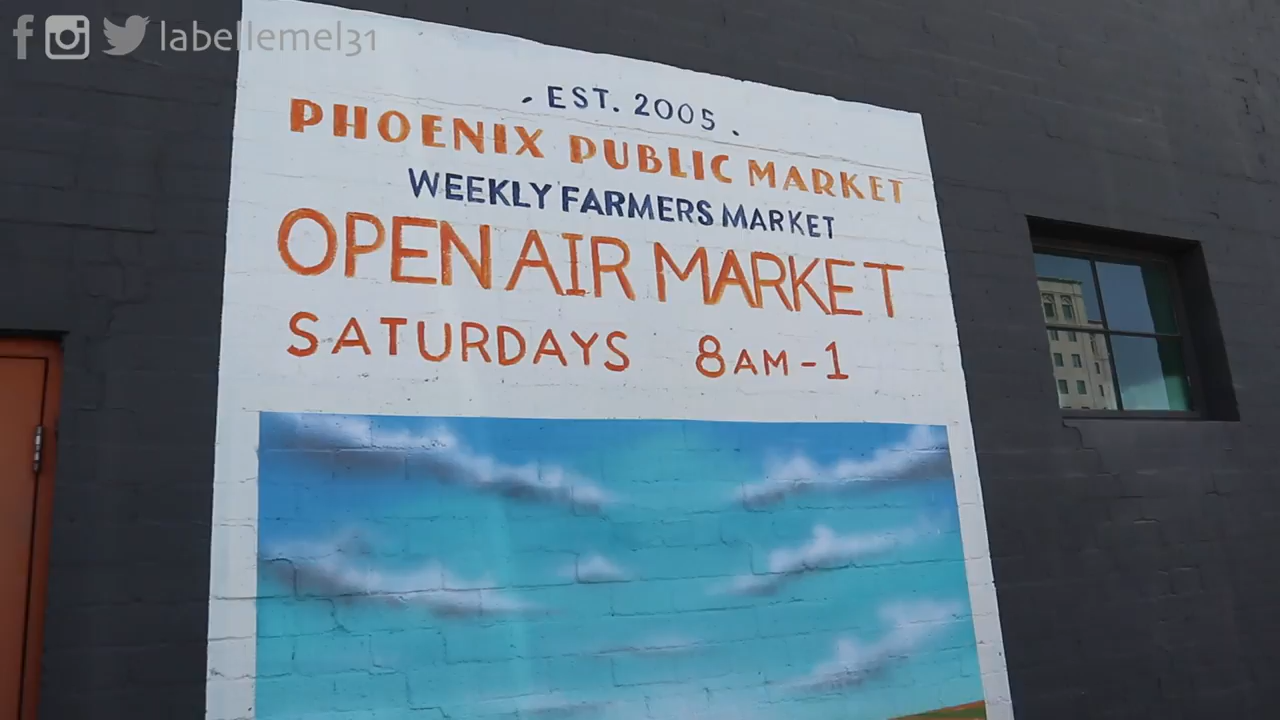 labellemel31
. EST. 2005 .
PHOENIX PUBLIC MARKET
WEEKLY FARMERS MARKET
OPEN AIR MARKET
SATURDAYS 8AM-1